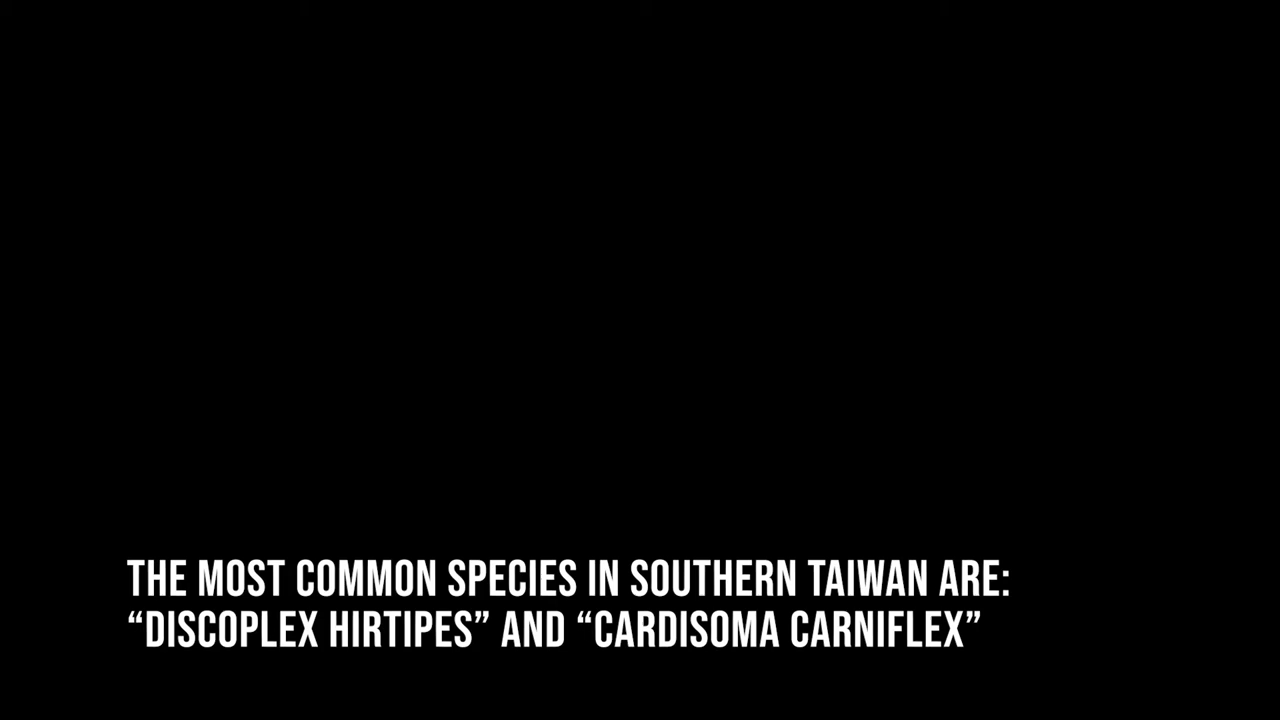 THE MOST COMMON SPECIES IN SOUTHERN TAIWAN ARE:
“DISCOPLEX HIRTIPES” AND “CARDISOMA CARNIFLEX”